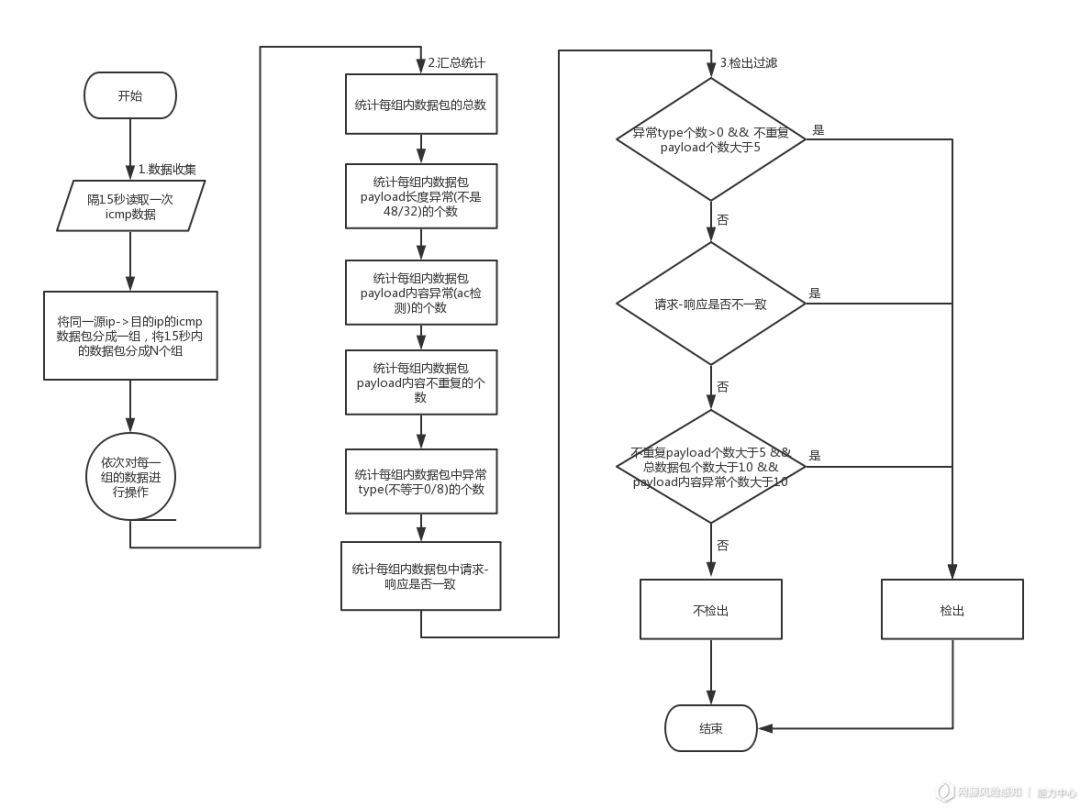 开始
1.数据收集
隔15秒读取一次
icmp数据
将同一源ip->目的ip的icmp
数据包分成一组，将15秒内
的数据包分成N个组
依次对每一
组的数据进
行操作
2.汇总统计
统计每组内数据包的总数
统计每组内数据包
payload长度异常(不是
48/32)的个数
统计每组内数据包
payload内容异常(ac检
测)的个数
统计每组内数据包
payload内容不重复的个
数
统计每组内数据包中异常
type(不等于0/8)的个数
统计每组内数据包中请求-
响应是否一致
3.检出过滤
异常type个数>0 && 不重复
payload个数大于5
是
否
请求-响应是否不一致
是
否
不重复payload个数大于5 &&
总数据包个数大于10 &&
payload内容异常个数大于10
是
否
不检出
检出
结束
网藤风险感知 | 能力中心